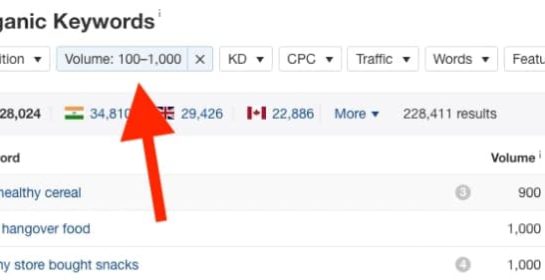 ganic Keywords i
ition Volume: 100–1,000 × KD CPC Traffic Words Featu
28,024 34,810 29,426 22,886 More 228,411 results
ord Volume i
healthy cereal 3 900
hangover food 1,000
hy store bought snacks 4 1,000